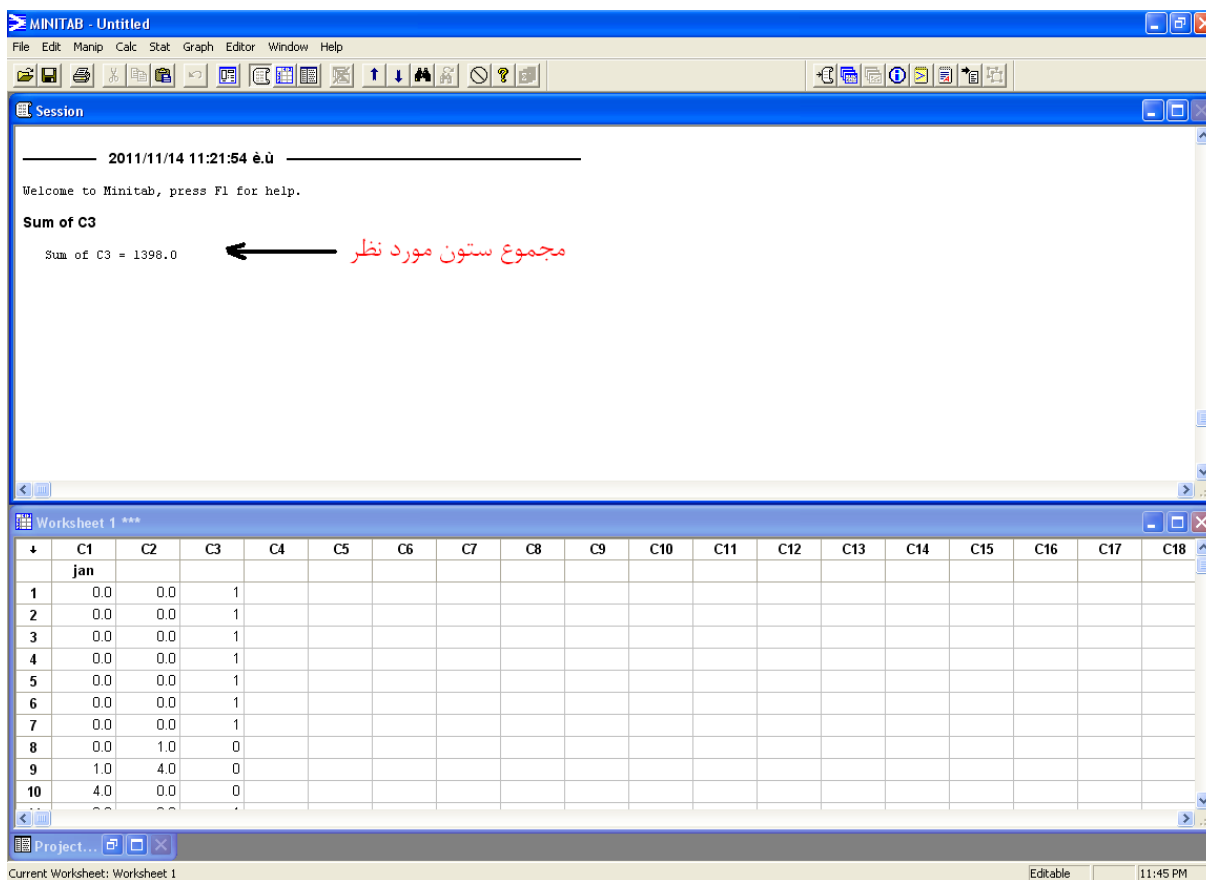 MINITAB - Untitled
File Edit Manip Calc Stat Graph Editor Window Help
Session
2011/11/14 11:21:54 è.ù
Welcome to Minitab, press F1 for help.
Sum of C3
Sum of C3 = 1398.0
مجموع ستون مورد نظر
Worksheet 1 ***
C1 C2 C3 C4 C5 C6 C7 C8 C9 C10 C11 C12 C13 C14 C15 C16 C17 C18
jan
1 0.0 0.0 1
2 0.0 0.0 1
3 0.0 0.0 1
4 0.0 0.0 1
5 0.0 0.0 1
6 0.0 0.0 1
7 0.0 0.0 1
8 0.0 1.0 0
9 1.0 4.0 0
10 4.0 0.0 0
Project...
Current Worksheet: Worksheet 1 Editable 11:45 PM